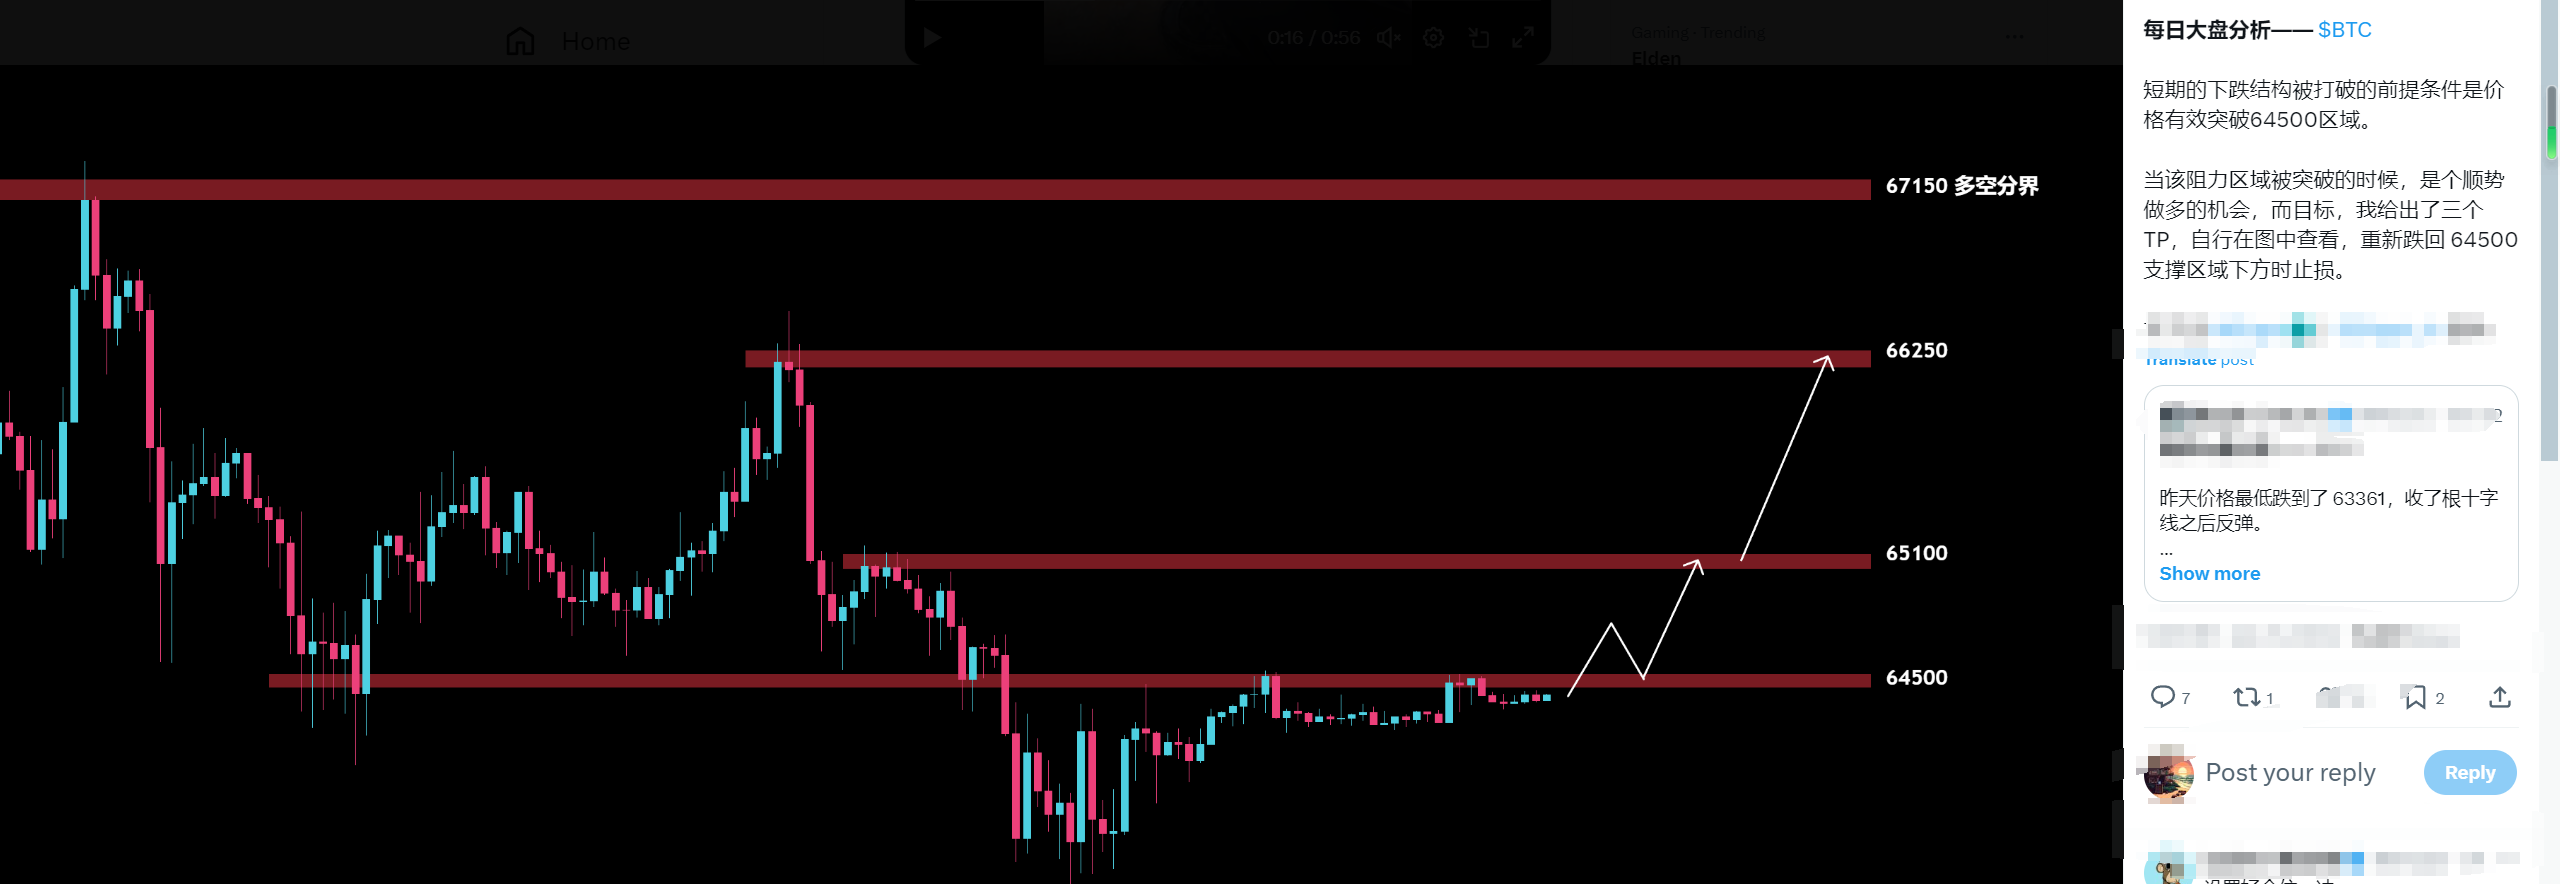 Home
0:16 / 0:56
Gaming · Trending
Elden
67150 多空分界
66250
65100
64500
每日大盘分析—— $BTC
短期的下跌结构被打破的前提条件是价
格有效突破64500区域。
当该阻力区域被突破的时候，是个顺势
做多的机会，而目标，我给出了三个
TP，自行在图中查看，重新跌回 64500
支撑区域下方时止损。
Translate post
昨天价格最低跌到了 63361，收了根十字
线之后反弹。
...
Show more
7
1
2
Post your reply
Reply